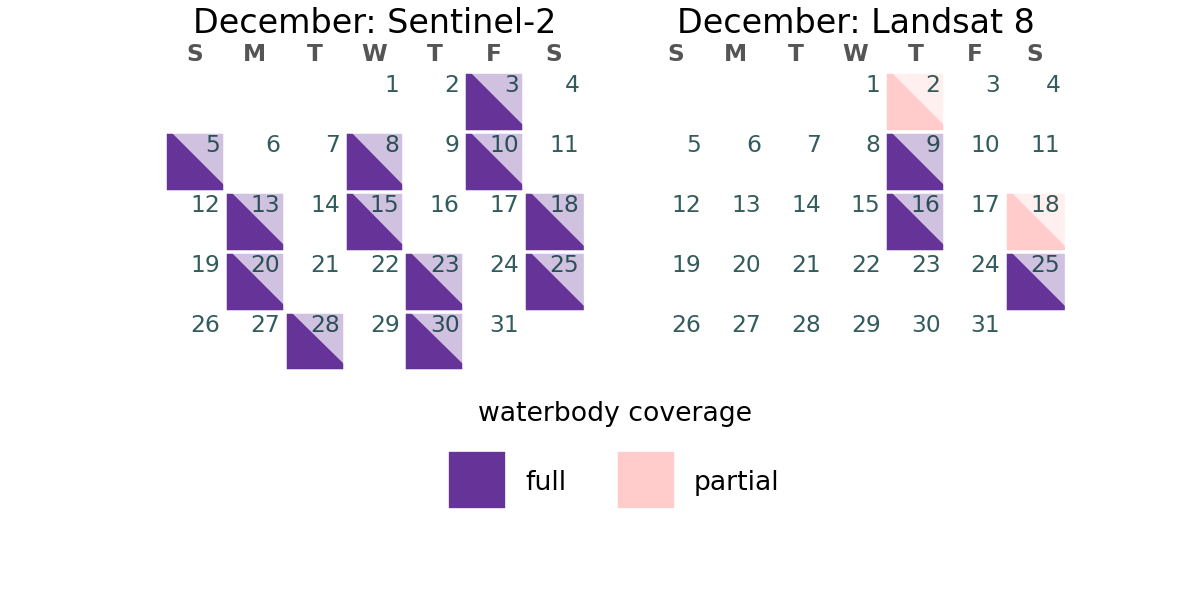 December: Sentinel-2
S M T W T F S
1 2 3 4
5 6 7 8 9 10 11
12 13 14 15 16 17 18
19 20 21 22 23 24 25
26 27 28 29 30 31
December: Landsat 8
S M T W T F S
1 2 3 4
5 6 7 8 9 10 11
12 13 14 15 16 17 18
19 20 21 22 23 24 25
26 27 28 29 30 31
waterbody coverage
full partial